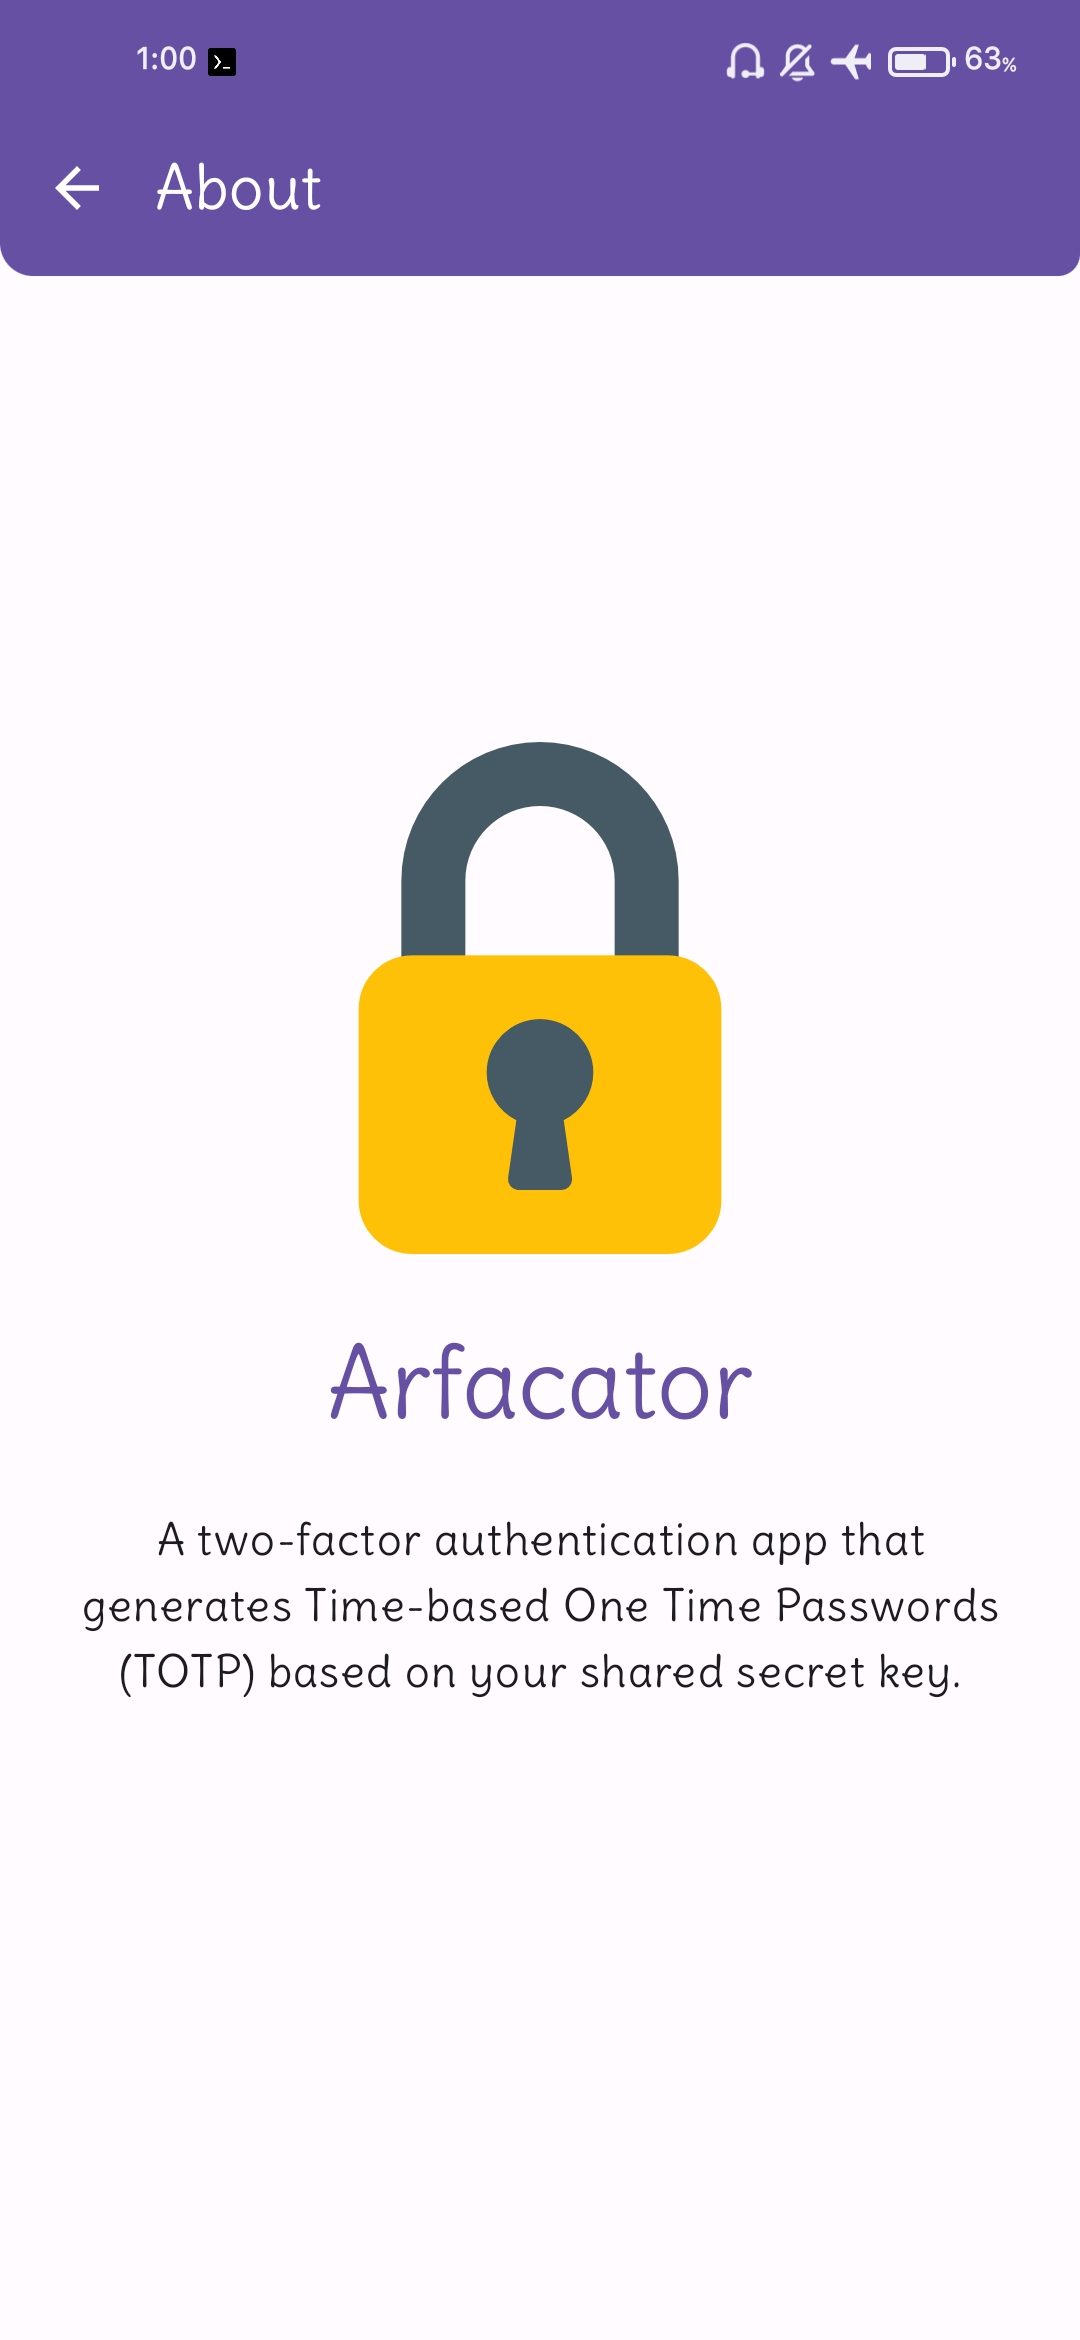 1:00
63%
About
Arfacator
A two-factor authentication app that
generates Time-based One Time Passwords
(TOTP) based on your shared secret key.